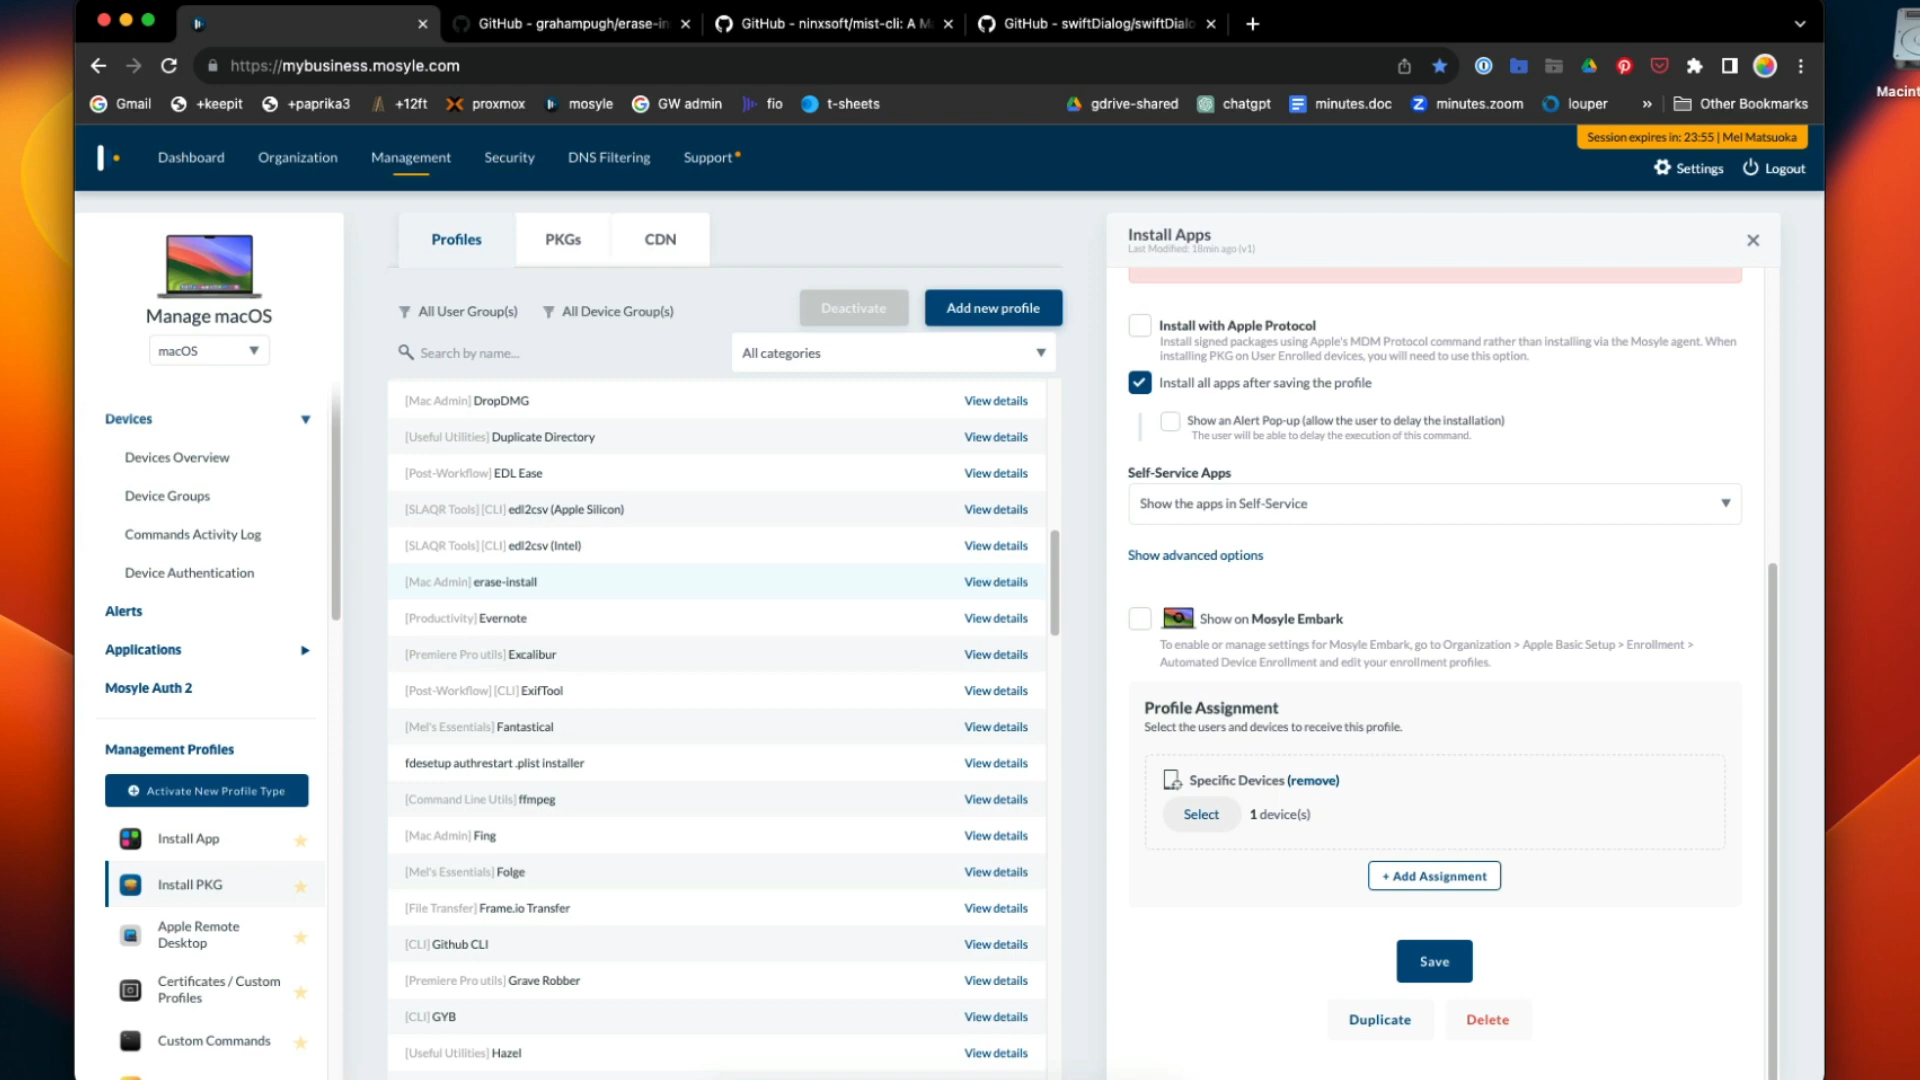 GitHub - grahampugh/erase-in
GitHub - ninxsoft/mist-cli: A M
GitHub - swiftDialog/swiftDialo
https://mybusiness.mosyle.com
Gmail
+keepit
+paprika3
+12ft
proxmox
mosyle
GW admin
fio
t-sheets
gdrive-shared
chatgpt
minutes.doc
minutes.zoom
louper
»
Other Bookmarks
Macint
Session expires in: 23:55 | Mel Matsuoka
Dashboard
Organization
Management
Security
DNS Filtering
Support
Settings
Logout
Manage macOS
macOS
Devices
Devices Overview
Device Groups
Commands Activity Log
Device Authentication
Alerts
Applications
Mosyle Auth 2
Management Profiles
Activate New Profile Type
Install App
Install PKG
Apple Remote
Desktop
Certificates / Custom
Profiles
Custom Commands
Profiles
PKGs
CDN
All User Group(s)
All Device Group(s)
Deactivate
Add new profile
Search by name...
All categories
[Mac Admin] DropDMG View details
[Useful Utilities] Duplicate Directory View details
[Post-Workflow] EDL Ease View details
[SLAQR Tools] [CLI] edl2csv (Apple Silicon) View details
[SLAQR Tools] [CLI] edl2csv (Intel) View details
[Mac Admin] erase-install View details
[Productivity] Evernote View details
[Premiere Pro utils] Excalibur View details
[Post-Workflow] [CLI] ExifTool View details
[Mel's Essentials] Fantastical View details
fdesetup authrestart .plist installer View details
[Command Line Utils] ffmpeg View details
[Mac Admin] Fing View details
[Mel's Essentials] Folge View details
[File Transfer] Frame.io Transfer View details
[CLI] Github CLI View details
[Premiere Pro utils] Grave Robber View details
[CLI] GYB View details
[Useful Utilities] Hazel View details
Install Apps
Last Modified: 18min ago (v1)
Install with Apple Protocol
Install signed packages using Apple's MDM Protocol command rather than installing via the Mosyle agent. When
installing PKG on User Enrolled devices, you will need to use this option.
Install all apps after saving the profile
Show an Alert Pop-up (allow the user to delay the installation)
The user will be able to delay the execution of this command.
Self-Service Apps
Show the apps in Self-Service
Show advanced options
Show on Mosyle Embark
To enable or manage settings for Mosyle Embark, go to Organization > Apple Basic Setup > Enrollment >
Automated Device Enrollment and edit your enrollment profiles.
Profile Assignment
Select the users and devices to receive this profile.
Specific Devices (remove)
Select 1 device(s)
+ Add Assignment
Save
Duplicate
Delete